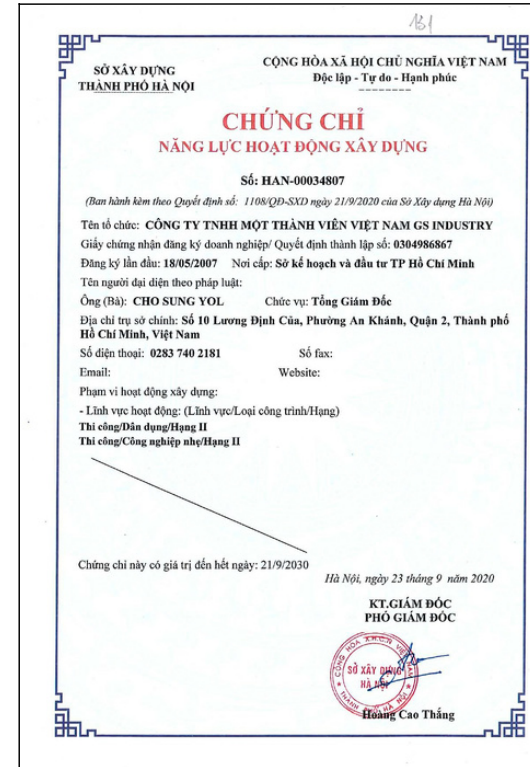 131
SỞ XÂY DỰNG
THÀNH PHỐ HÀ NỘI
CỘNG HÒA XÃ HỘI CHỦ NGHĨA VIỆT NAM
Độc lập - Tự do - Hạnh phúc
CHỨNG CHỈ
NĂNG LỰC HOẠT ĐỘNG XÂY DỰNG
Số: HAN-00034807
(Ban hành kèm theo Quyết định số: 1108/QĐ-SXD ngày 21/9/2020 của Sở Xây dựng Hà Nội)
Tên tổ chức: CÔNG TY TNHH MỘT THÀNH VIÊN VIỆT NAM GS INDUSTRY
Giấy chứng nhận đăng ký doanh nghiệp/ Quyết định thành lập số: 0304986867
Đăng ký lần đầu: 18/05/2007 Nơi cấp: Sở kế hoạch và đầu tư TP Hồ Chí Minh
Tên người đại diện theo pháp luật:
Ông (Bà): CHO SUNG YOL Chức vụ: Tổng Giám Đốc
Địa chỉ trụ sở chính: Số 10 Lương Định Của, Phường An Khánh, Quận 2, Thành phố
Hồ Chí Minh, Việt Nam
Số điện thoại: 0283 740 2181 Số fax:
Email: Website:
Phạm vi hoạt động xây dựng:
- Lĩnh vực hoạt động: (Lĩnh vực/Loại công trình/Hạng)
Thi công/Dân dụng/Hạng II
Thi công/Công nghiệp nhẹ/Hạng II
Chứng chỉ này có giá trị đến hết ngày: 21/9/2030
Hà Nội, ngày 23 tháng 9 năm 2020
KT.GIÁM ĐỐC
PHÓ GIÁM ĐỐC
CỘNG HÒA X.H.C.N VIỆT NAM
SỞ XÂY DỰNG
HÀ NỘI
THÀNH PHỐ HÀ NỘI
Hoàng Cao Thắng